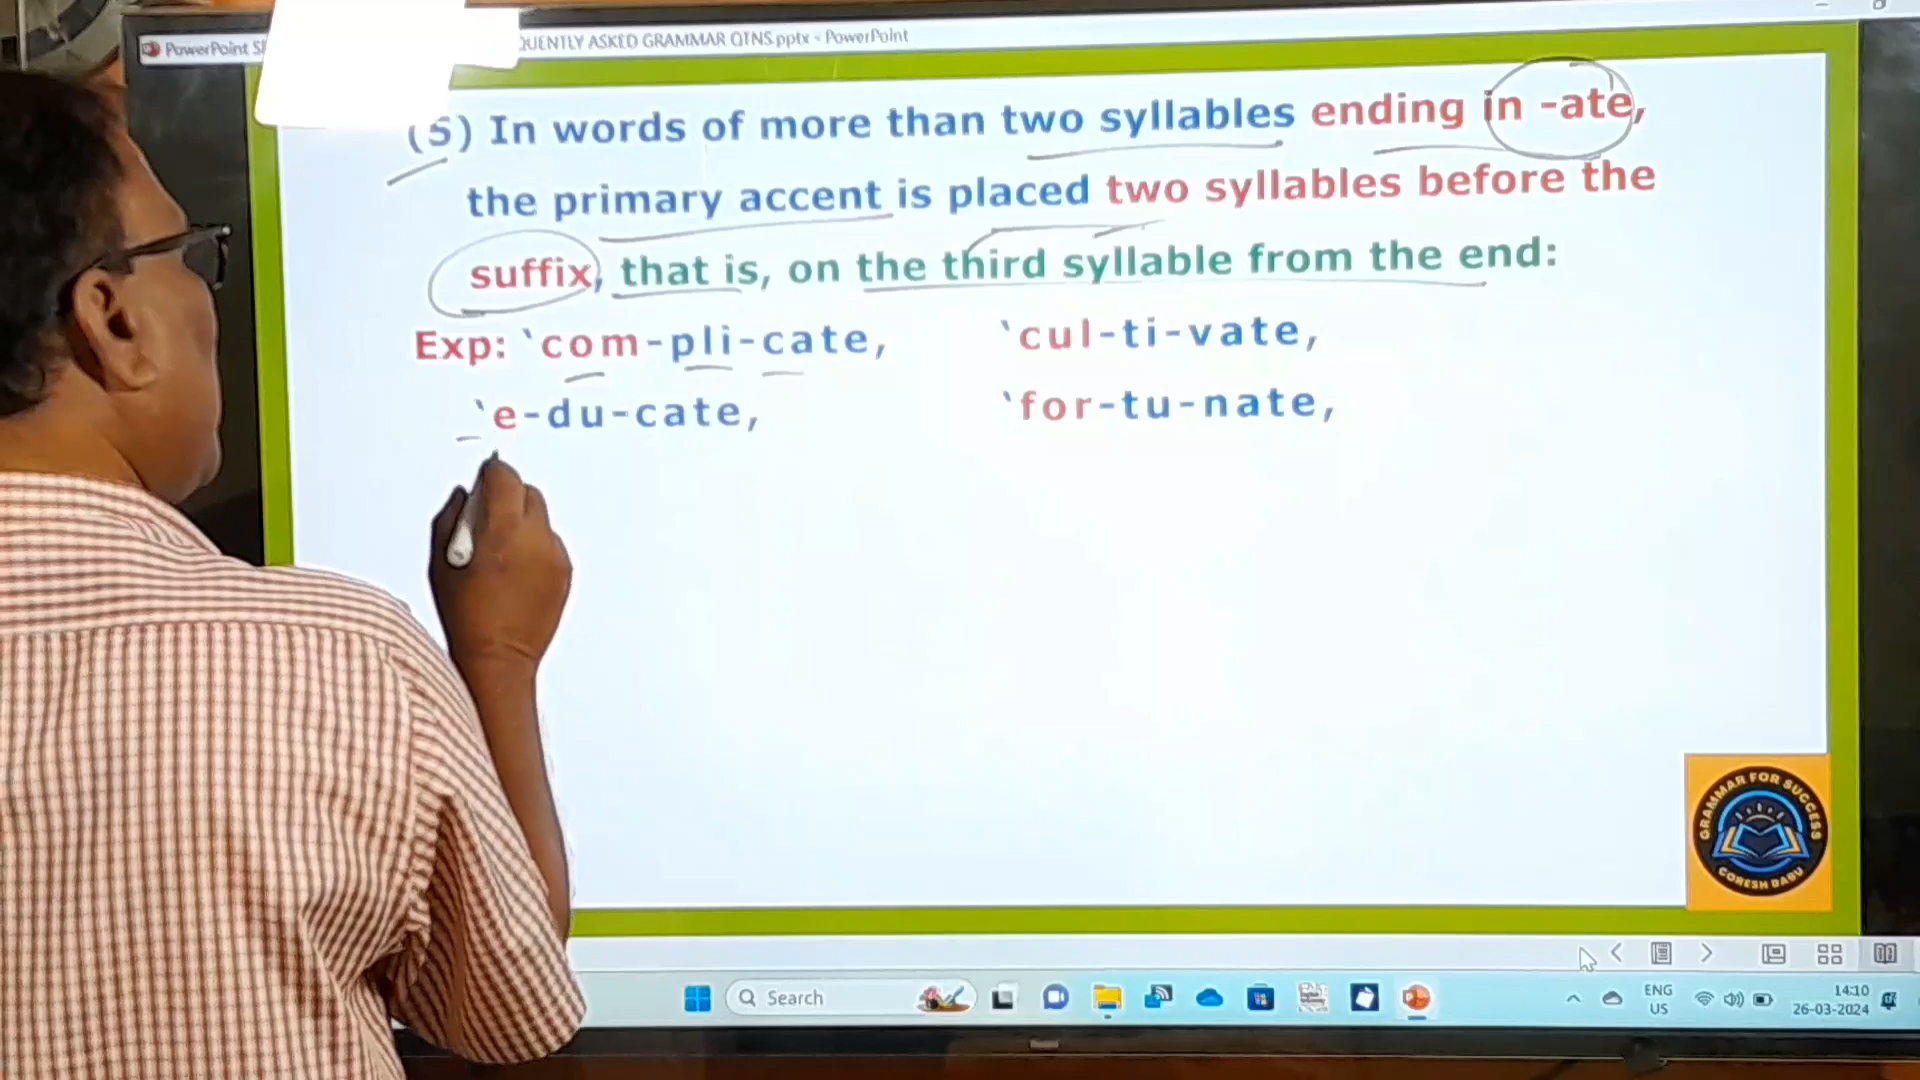 PowerPoint Sl QUENTLY ASKED GRAMMAR QTNS.pptx - PowerPoint
(5) In words of more than two syllables ending in -ate,
the primary accent is placed two syllables before the
suffix, that is, on the third syllable from the end:
Exp: `com-pli-cate, `cul-ti-vate,
`e-du-cate, `for-tu-nate,
GRAMMAR FOR SUCCESS
GORESH BABU
Search
ENG
US
14:10
26-03-2024